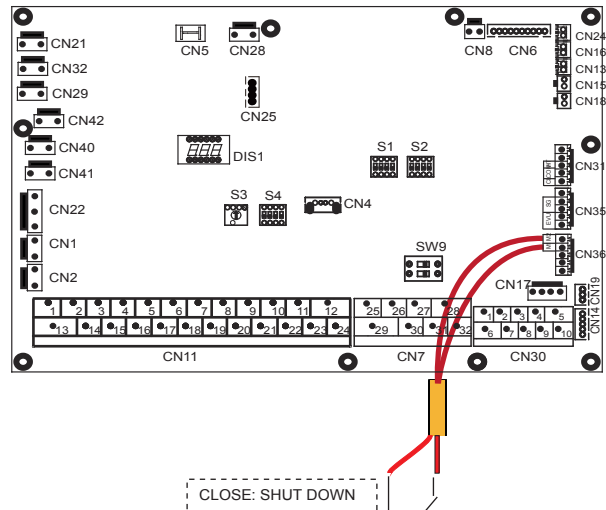 CN21
CN5
CN28
CN8
CN6
CN24
CN16
CN32
CN13
CN29
CN15
CN25
CN18
CN42
CN40
DIS1
S1
S2
CN31
CN41
S3
S4
CN4
SG
EVU
CN35
CN22
M1 M2
CN36
CN1
SW9
CN17
CN19
CN2
1 2 3 4 5 6 7 8 9 10 11 12
25 26 27 28
1 2 3 4 5
13 14 15 16 17 18 19 20 21 22 23 24
29 30 31 32
6 7 8 9 10
CN14
CN11
CN7
CN30
CLOSE: SHUT DOWN